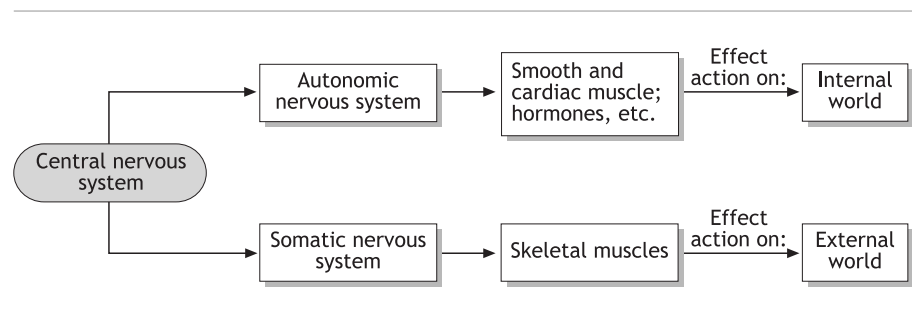 Autonomic
nervous system
Smooth and
cardiac muscle;
hormones, etc.
Effect
action on:
Internal
world
Central nervous
system
Somatic nervous
system
Skeletal muscles
Effect
action on:
External
world